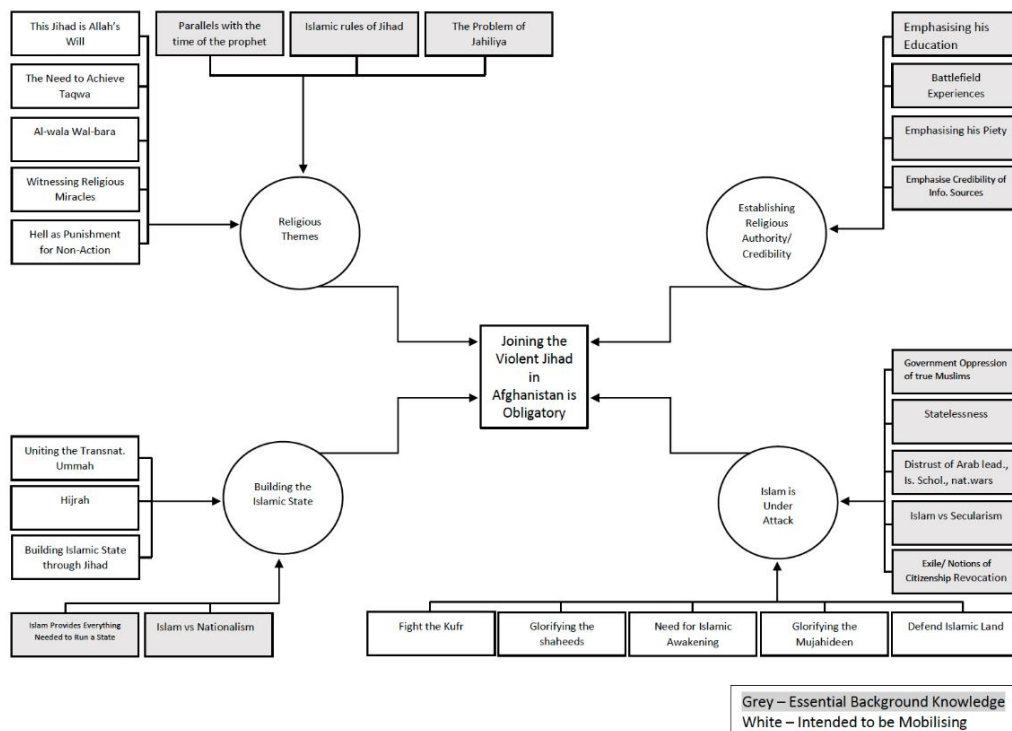 This Jihad is Allah's
Will
The Need to Achieve
Taqwa
Al-wala Wal-bara
Witnessing Religious
Miracles
Hell as Punishment
for Non-Action
Parallels with the
time of the prophet
Islamic rules of Jihad
The Problem of
Jahiliya
Religious
Themes
Emphasising his
Education
Battlefield
Experiences
Emphasising his Piety
Emphasise Credibility of
Info. Sources
Establishing
Religious
Authority/
Credibility
Joining the
Violent Jihad
in
Afghanistan is
Obligatory
Uniting the Transnat.
Ummah
Hijrah
Building Islamic State
through Jihad
Building the
Islamic State
Islam Provides Everything
Needed to Run a State
Islam vs Nationalism
Government Oppression
of true Muslims
Statelessness
Distrust of Arab lead.,
Is. Schol., nat.wars
Islam vs Secularism
Exile/ Notions of
Citizenship Revocation
Islam is
Under
Attack
Fight the Kufr
Glorifying the
shaheeds
Need for Islamic
Awakening
Glorifying the
Mujahideen
Defend Islamic Land
Grey – Essential Background Knowledge
White – Intended to be Mobilising